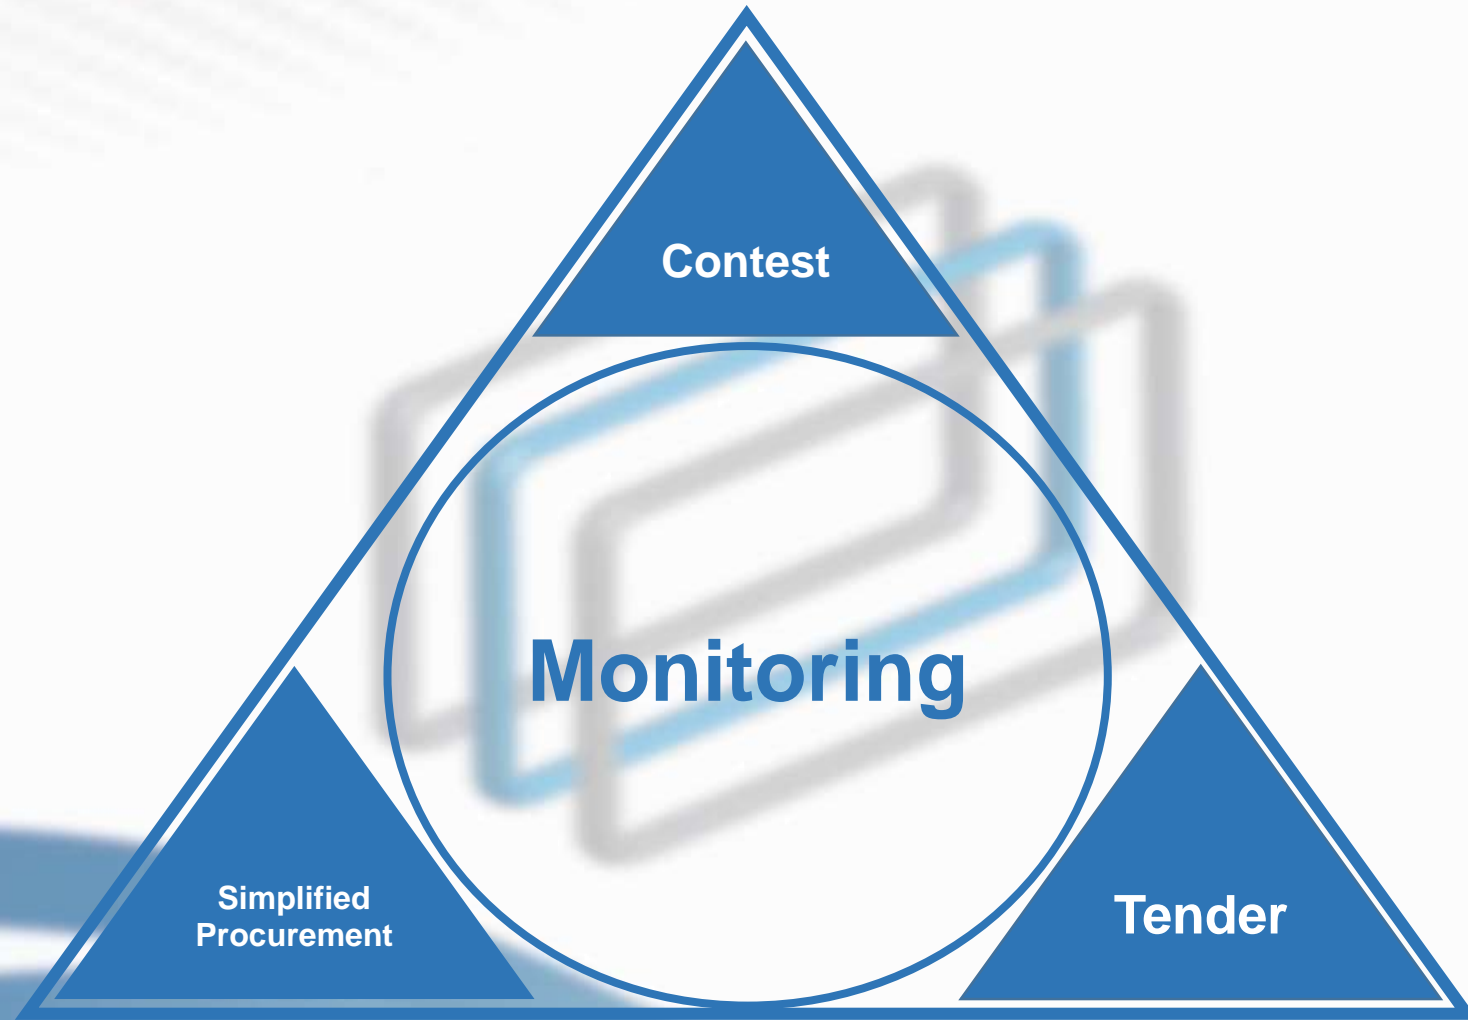 Contest
Monitoring
Simplified
Procurement
Tender